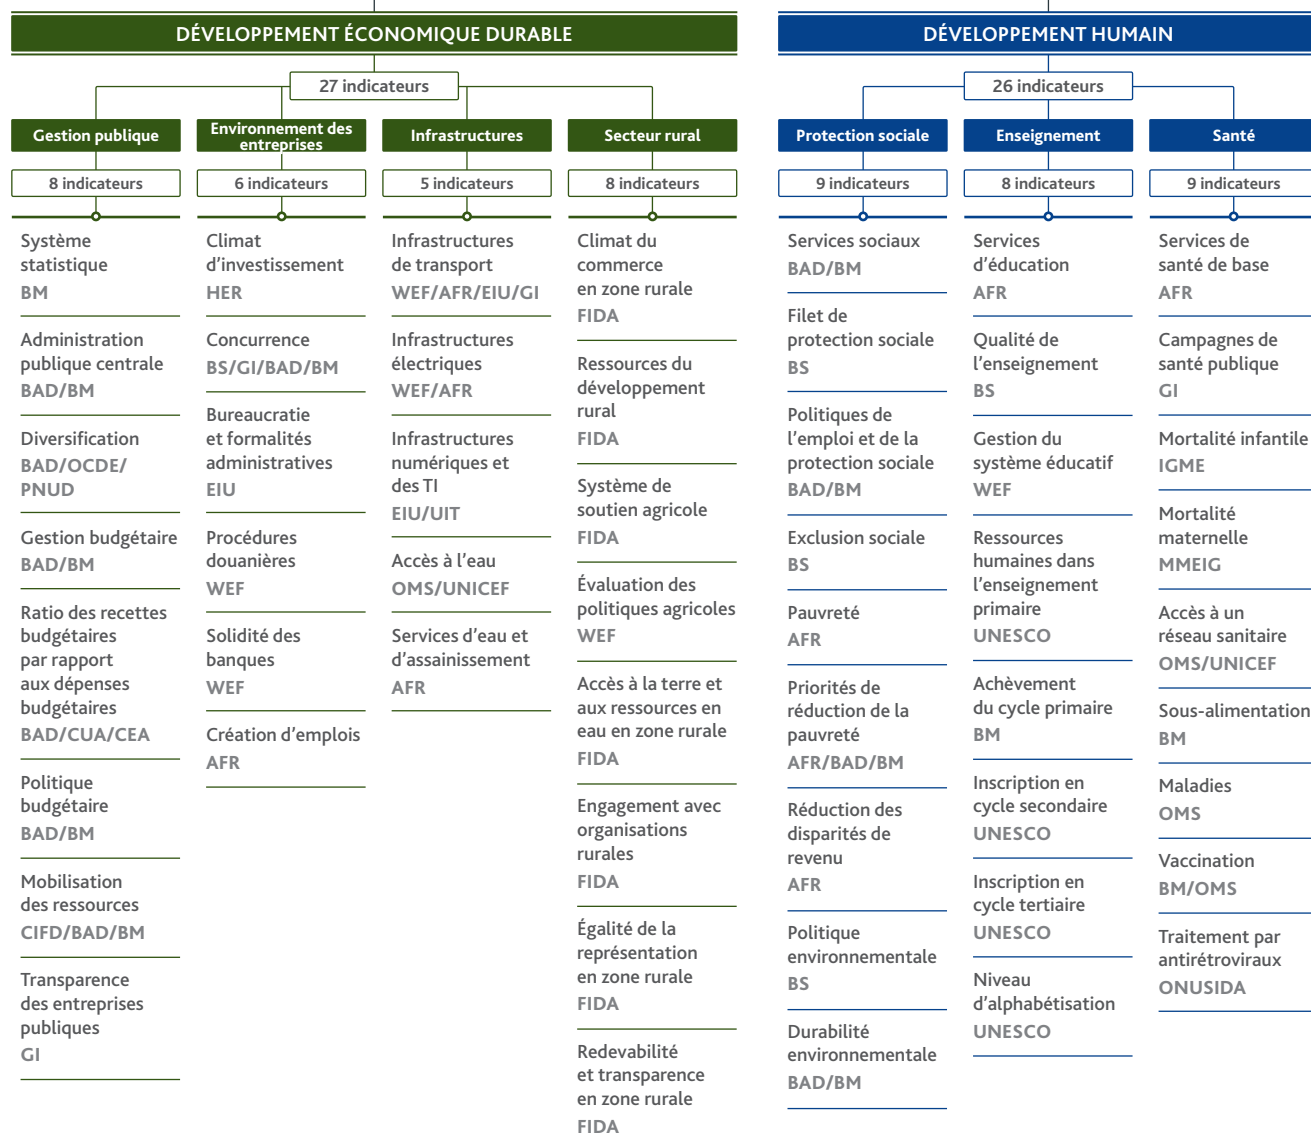 DÉVELOPPEMENT ÉCONOMIQUE DURABLE
27 indicateurs
Gestion publique
8 indicateurs
Système
statistique
BM
Administration
publique centrale
BAD/BM
Diversification
BAD/OCDE/
PNUD
Gestion budgétaire
BAD/BM
Ratio des recettes
budgétaires
par rapport
aux dépenses
budgétaires
BAD/CUA/CEA
Politique
budgétaire
BAD/BM
Mobilisation
des ressources
CIFD/BAD/BM
Transparence
des entreprises
publiques
GI
Environnement des
entreprises
6 indicateurs
Climat
d’investissement
HER
Concurrence
BS/GI/BAD/BM
Bureaucratie
et formalités
administratives
EIU
Procédures
douanières
WEF
Solidité des
banques
WEF
Création d’emplois
AFR
Infrastructures
5 indicateurs
Infrastructures
de transport
WEF/AFR/EIU/GI
Infrastructures
électriques
WEF/AFR
Infrastructures
numériques et
des TI
EIU/UIT
Accès à l’eau
OMS/UNICEF
Services d’eau et
d’assainissement
AFR
Secteur rural
8 indicateurs
Climat du
commerce
en zone rurale
FIDA
Ressources du
développement
rural
FIDA
Système de
soutien agricole
FIDA
Évaluation des
politiques agricoles
WEF
Accès à la terre et
aux ressources en
eau en zone rurale
FIDA
Engagement avec
organisations
rurales
FIDA
Égalité de la
représentation
en zone rurale
FIDA
Redevabilité
et transparence
en zone rurale
FIDA
DÉVELOPPEMENT HUMAIN
26 indicateurs
Protection sociale
9 indicateurs
Services sociaux
BAD/BM
Filet de
protection sociale
BS
Politiques de
l’emploi et de la
protection sociale
BAD/BM
Exclusion sociale
BS
Pauvreté
AFR
Priorités de
réduction de la
pauvreté
AFR/BAD/BM
Réduction des
disparités de
revenu
AFR
Politique
environnementale
BS
Durabilité
environnementale
BAD/BM
Enseignement
8 indicateurs
Services
d’éducation
AFR
Qualité de
l’enseignement
BS
Gestion du
système éducatif
WEF
Ressources
humaines dans
l’enseignement
primaire
UNESCO
Achèvement
du cycle primaire
BM
Inscription en
cycle secondaire
UNESCO
Inscription en
cycle tertiaire
UNESCO
Niveau
d’alphabétisation
UNESCO
Santé
9 indicateurs
Services de
santé de base
AFR
Campagnes de
santé publique
GI
Mortalité infantile
IGME
Mortalité
maternelle
MMEIG
Accès à un
réseau sanitaire
OMS/UNICEF
Sous-alimentation
BM
Maladies
OMS
Vaccination
BM/OMS
Traitement par
antirétroviraux
ONUSIDA